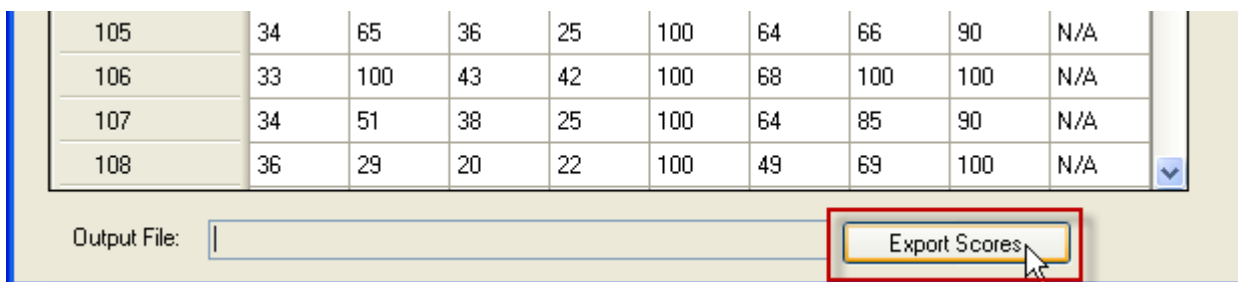 105 34 65 36 25 100 64 66 90 N/A
106 33 100 43 42 100 68 100 100 N/A
107 34 51 38 25 100 64 85 90 N/A
108 36 29 20 22 100 49 69 100 N/A
Output File: Export Scores